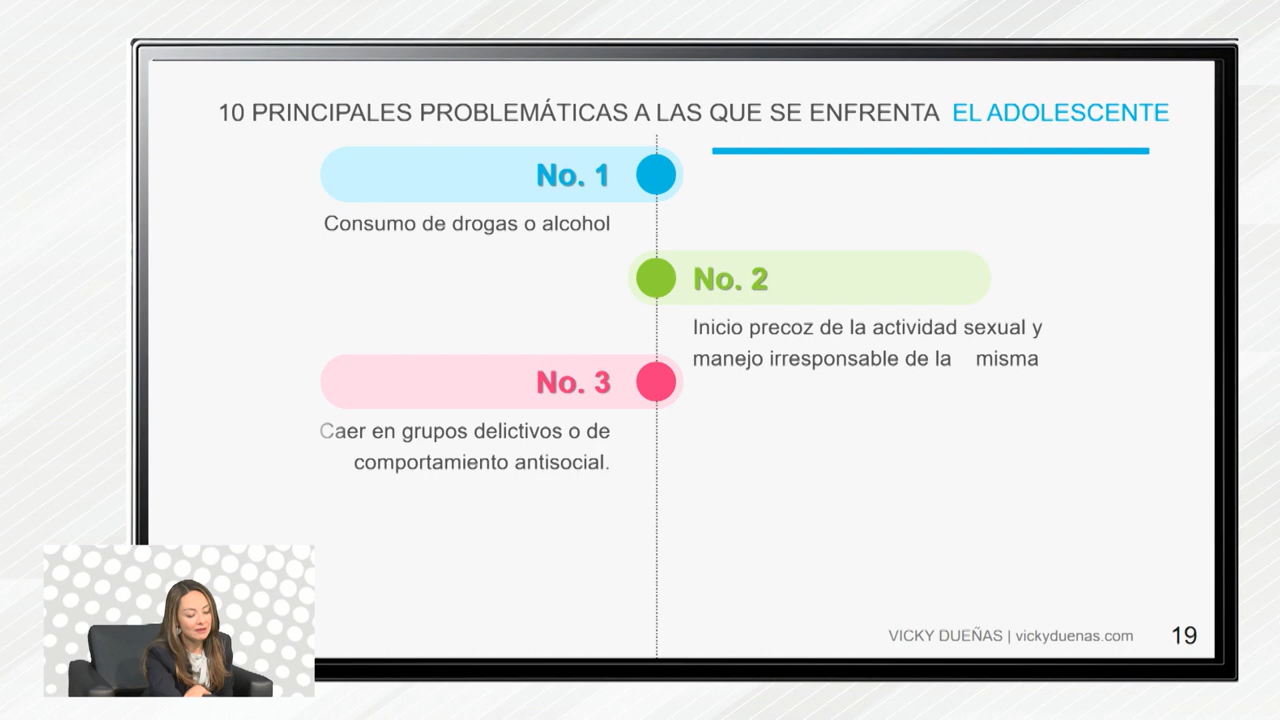 10 PRINCIPALES PROBLEMÁTICAS A LAS QUE SE ENFRENTA EL ADOLESCENTE
No. 1
Consumo de drogas o alcohol
No. 2
Inicio precoz de la actividad sexual y
manejo irresponsable de la misma
No. 3
Caer en grupos delictivos o de
comportamiento antisocial.
VICKY DUEÑAS | vickyduenas.com 19